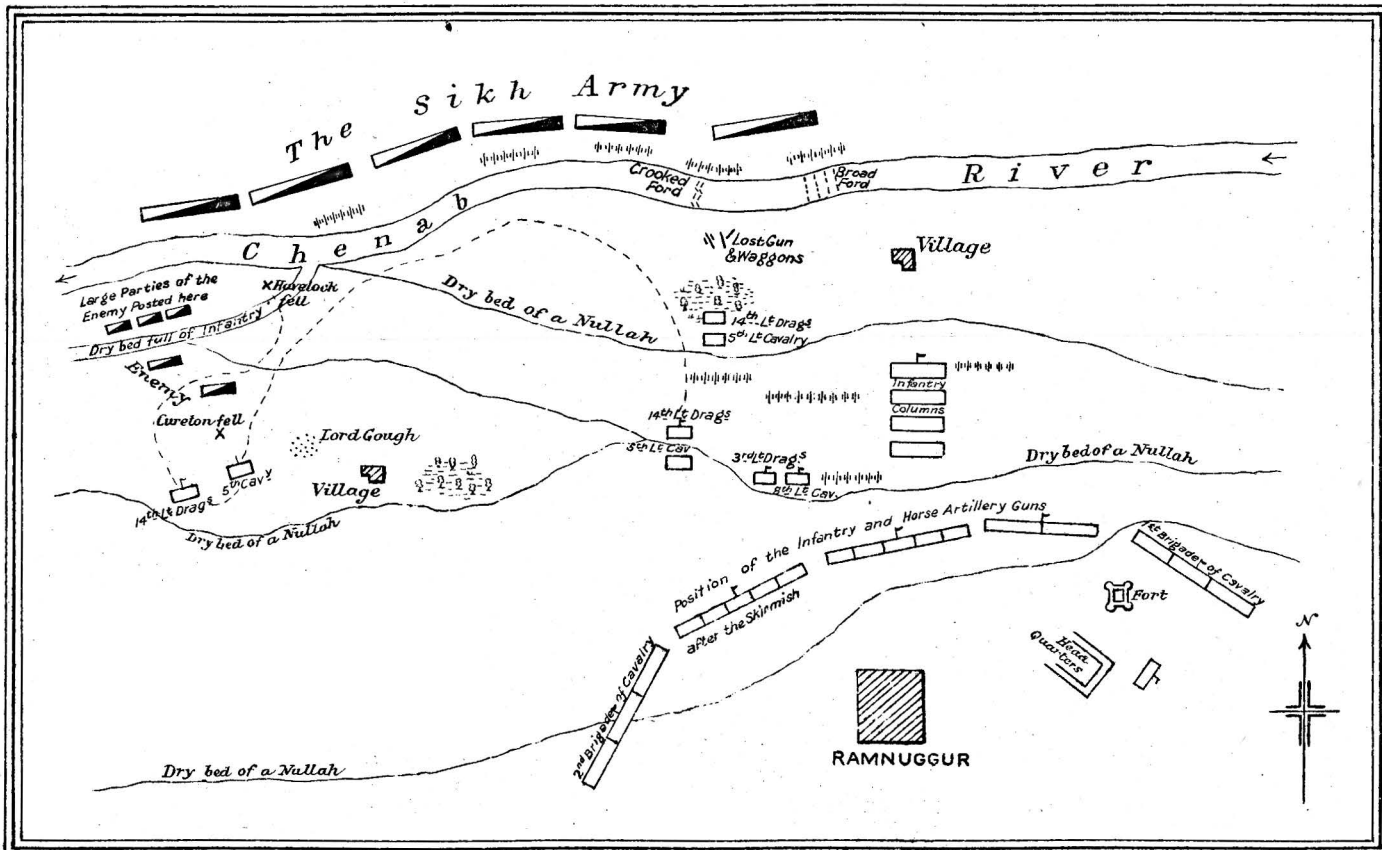 The Sikh Army
Crooked
Ford
Broad
Ford
River
Chenab
Lost Gun
& Waggons
Village
Large Parties of the
Enemy Posted here
Havelock
fell
Dry bed full of Infantry
Dry bed of a Nullah
14th Lt Drags
5th Lt Cavalry
Enemy
Infantry
Columns
Cureton fell
Lord Gough
14th Lt Drags
5th Lt Cav
3rd Lt Drags
8th Lt Cav.
Dry bed of a Nullah
5th Cavy
14th Lt Drags
Village
Dry bed of a Nullah
Position of the Infantry and Horse Artillery Guns
after the Skirmish
1st Brigade of Cavalry
Fort
Head
Quarters
N
2nd Brigade of Cavalry
RAMNUGGUR
Dry bed of a Nullah